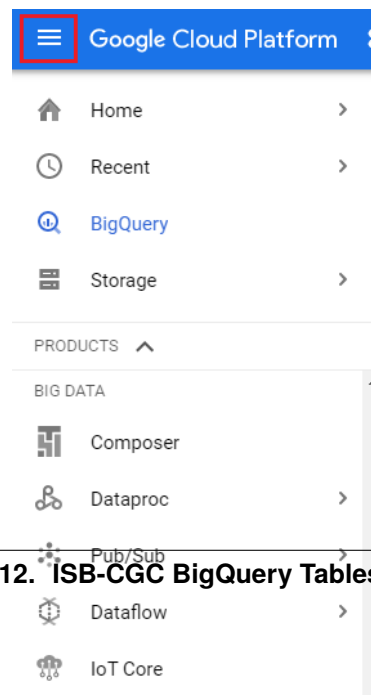 Google Cloud Platform
Home
Recent
BigQuery
Storage
PRODUCTS
BIG DATA
Composer
Dataproc
Pub/Sub
12. ISB-CGC BigQuery Tables
Dataflow
IoT Core